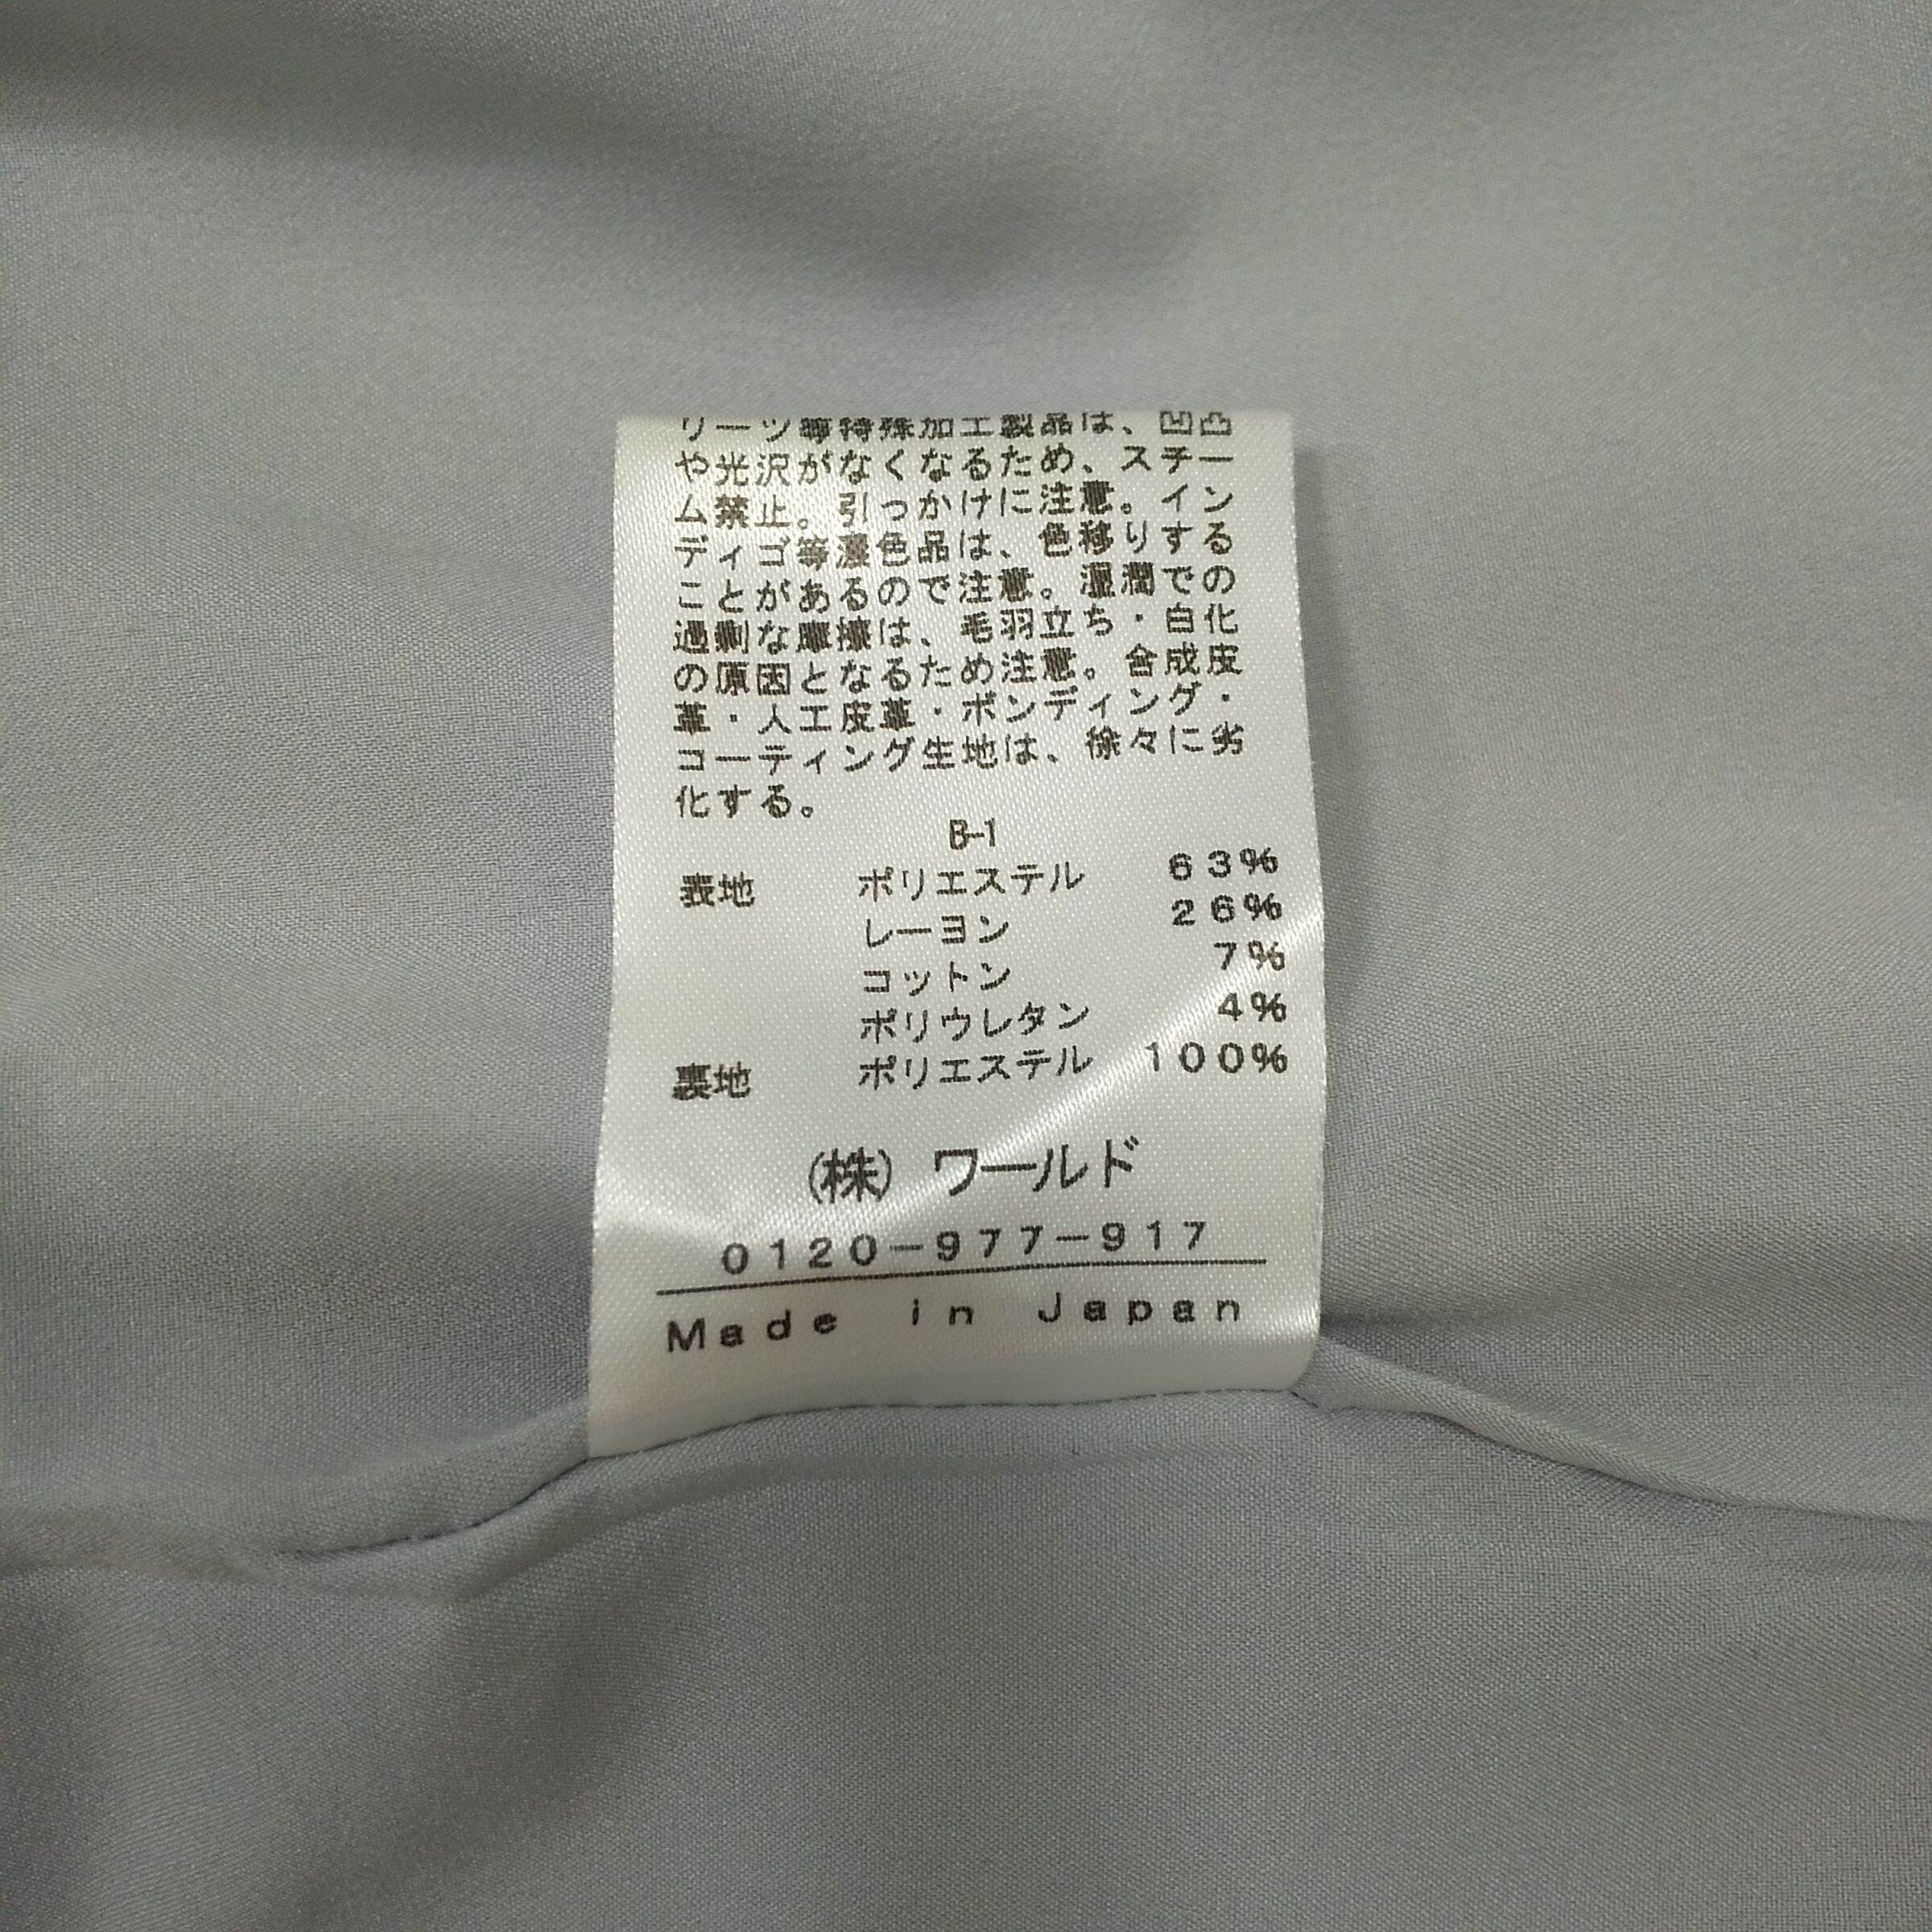 リーツ等特殊加工製品は、凹凸
や光沢がなくなるため、スチー
ム禁止。引っかけに注意。イン
ディゴ等濃色品は、色移りする
ことがあるので注意。湿潤での
過剰な摩擦は、毛羽立ち・白化
の原因となるため注意。合成皮
革・人工皮革・ボンディング・
コーティング生地は、徐々に劣
化する。
B-1
表地 ポリエステル 63%
レーヨン 26%
コットン 7%
ポリウレタン 4%
裏地 ポリエステル 100%
(株) ワールド
0120-977-917
Made in Japan